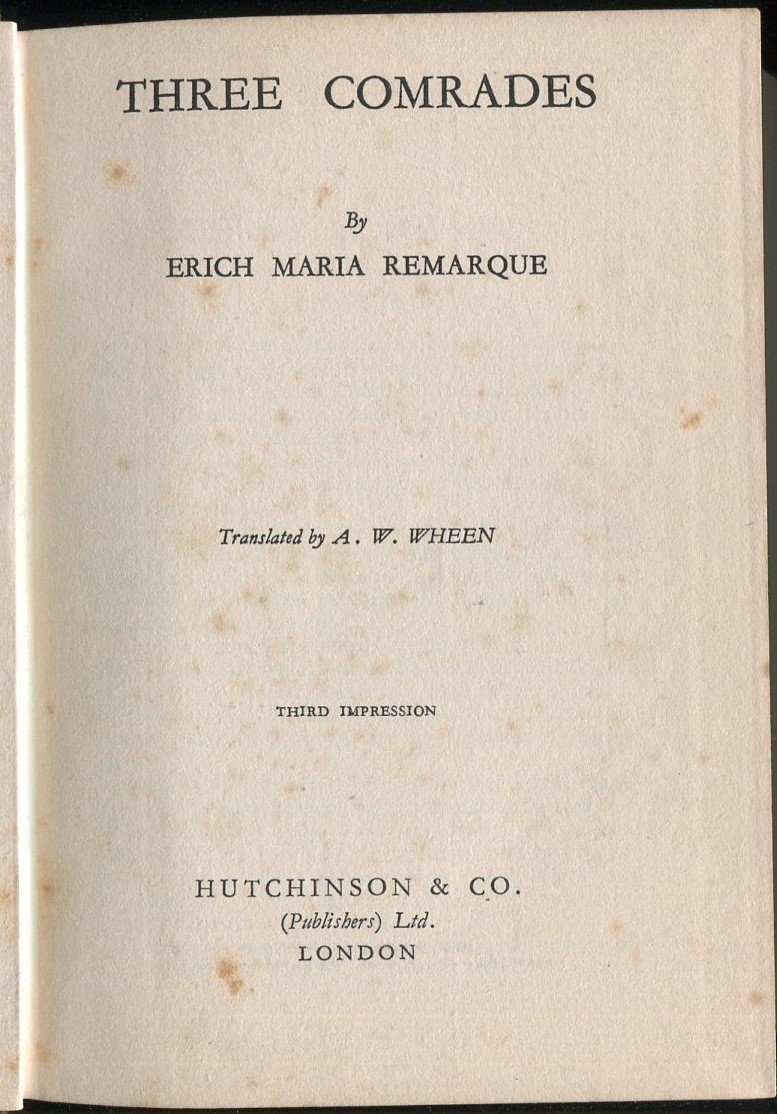 THREE COMRADES
By
ERICH MARIA REMARQUE
Translated by A. W. WHEEN
THIRD IMPRESSION
HUTCHINSON & CO.
(Publishers) Ltd.
LONDON